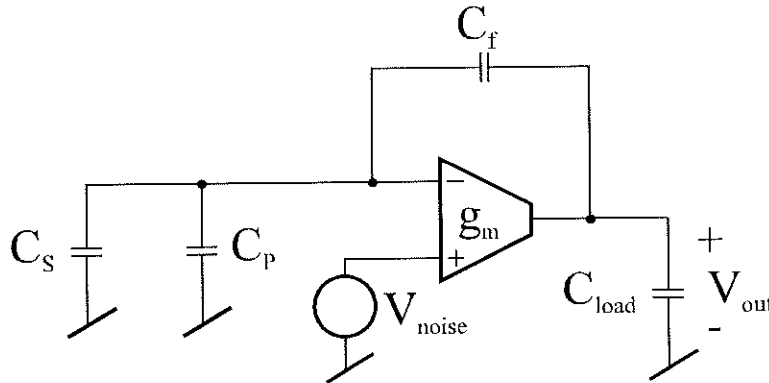 C_f
−
g_m
C_S
C_P
+
+
V_noise
C_load
V_out
-